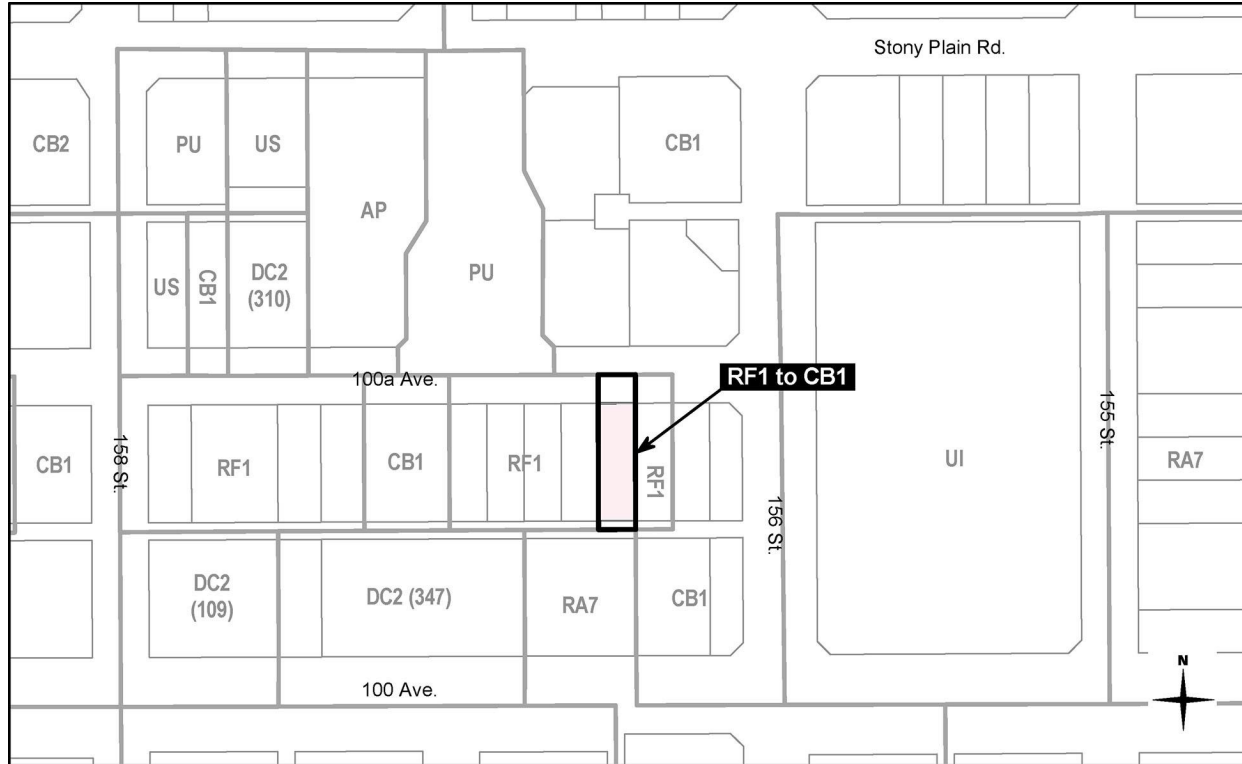 Stony Plain Rd.
CB2
PU
US
CB1
AP
PU
US
CB1
DC2
(310)
100a Ave.
RF1 to CB1
158 St.
CB1
RF1
CB1
RF1
RF1
156 St.
UI
155 St.
RA7
DC2
(109)
DC2 (347)
RA7
CB1
100 Ave.
N